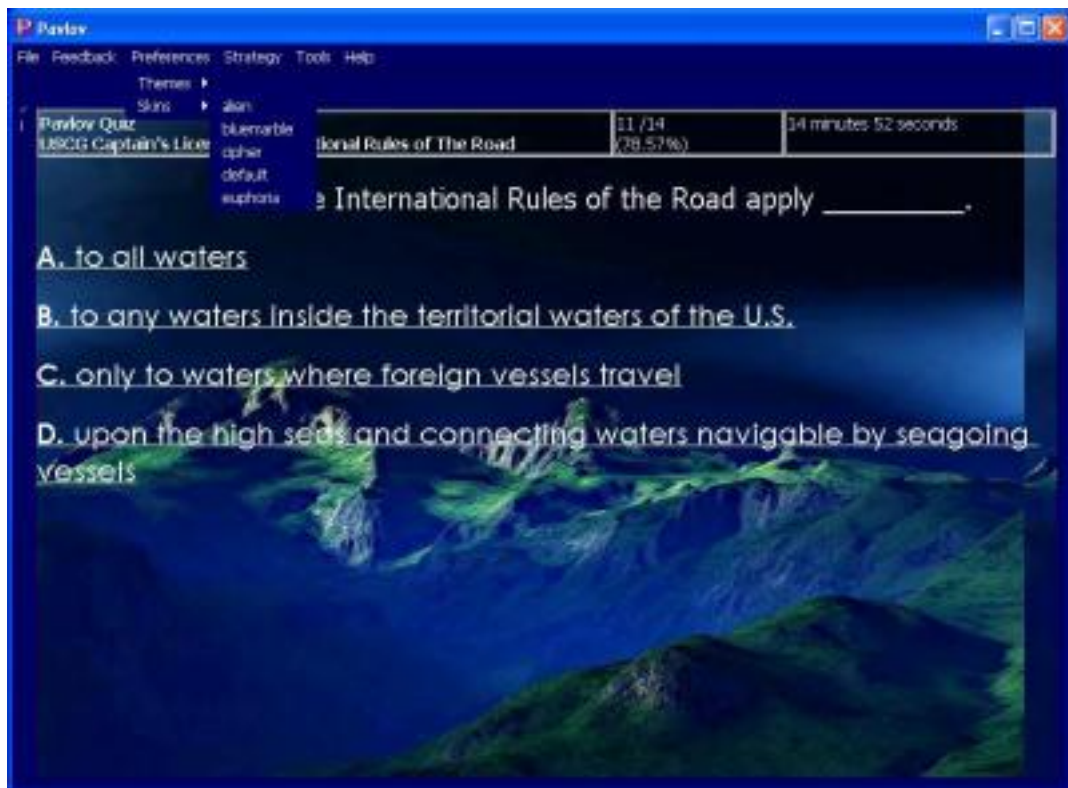 Pavlov
File Feedback Preferences Strategy Tools Help
Themes
Skins
alien
bluemarble
cipher
default
euphoria
Pavlov Quiz
USCG Captain's tional Rules of The Road
11 /14
(78.57%)
14 minutes 52 seconds
International Rules of the Road apply _________.
A. to all waters
B. to any waters inside the territorial waters of the U.S.
C. only to waters where foreign vessels travel
D. upon the high seas and connecting waters navigable by seagoing
vessels